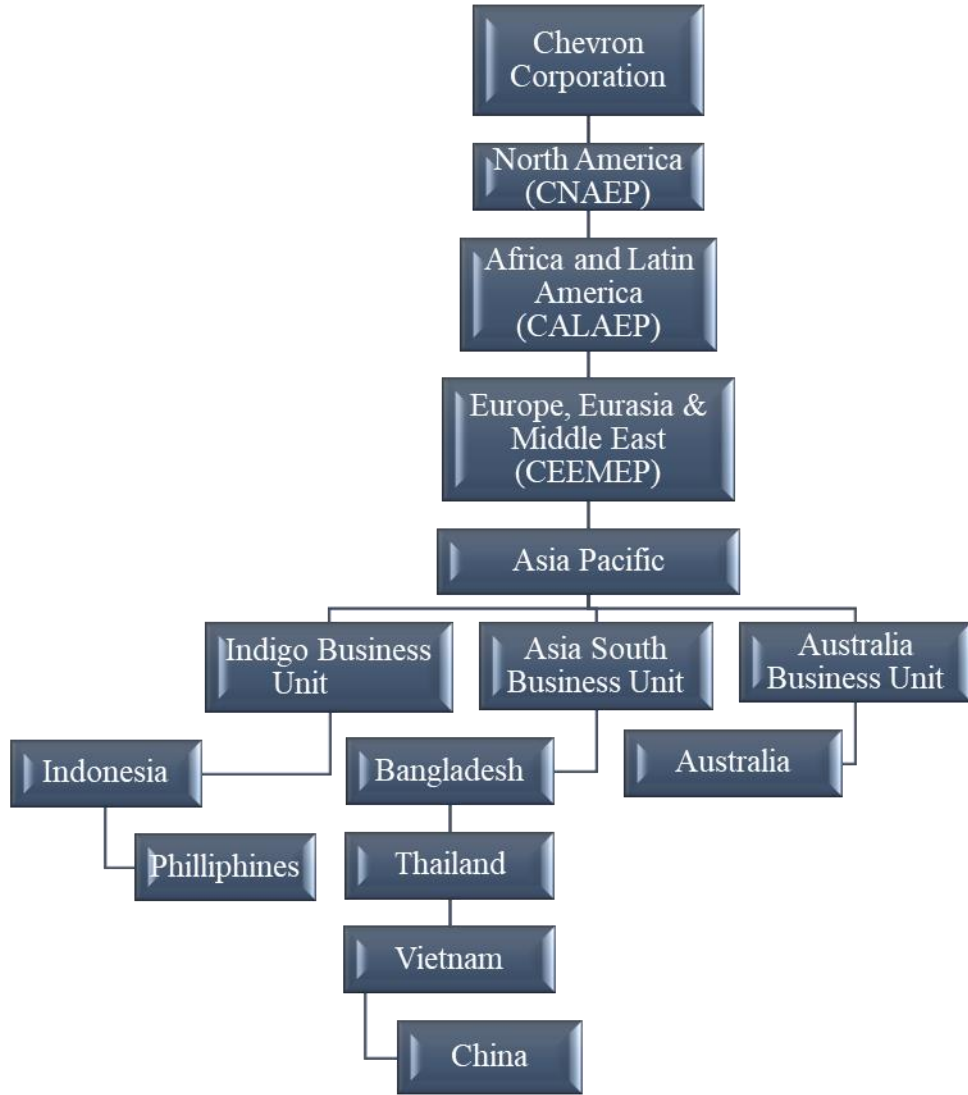 Chevron
Corporation
North America
(CNAEP)
Africa and Latin
America
(CALAEP)
Europe, Eurasia &
Middle East
(CEEMEP)
Asia Pacific
Indigo Business
Unit
Asia South
Business Unit
Australia
Business Unit
Indonesia
Bangladesh
Australia
Philliphines
Thailand
Vietnam
China